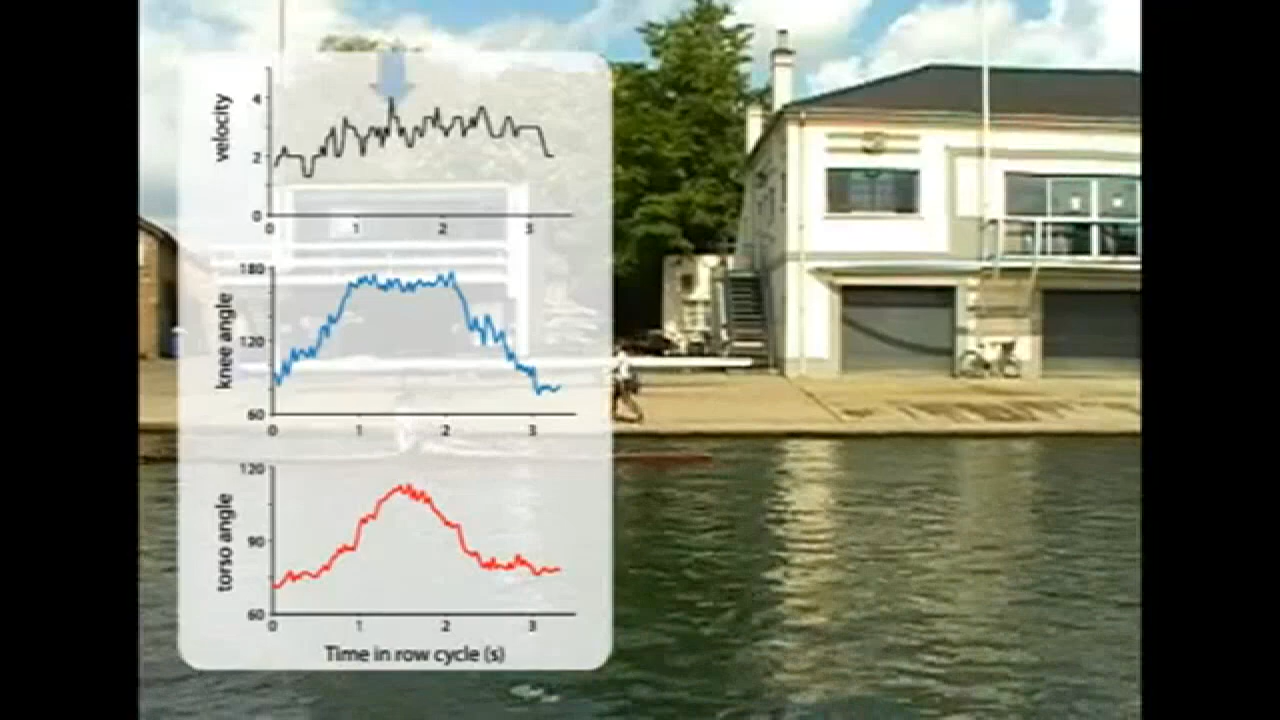 velocity
4
2
0
0 1 2 3
knee angle
180
120
60
0 1 2 3
torso angle
120
90
60
0 1 2 3
Time in row cycle (s)